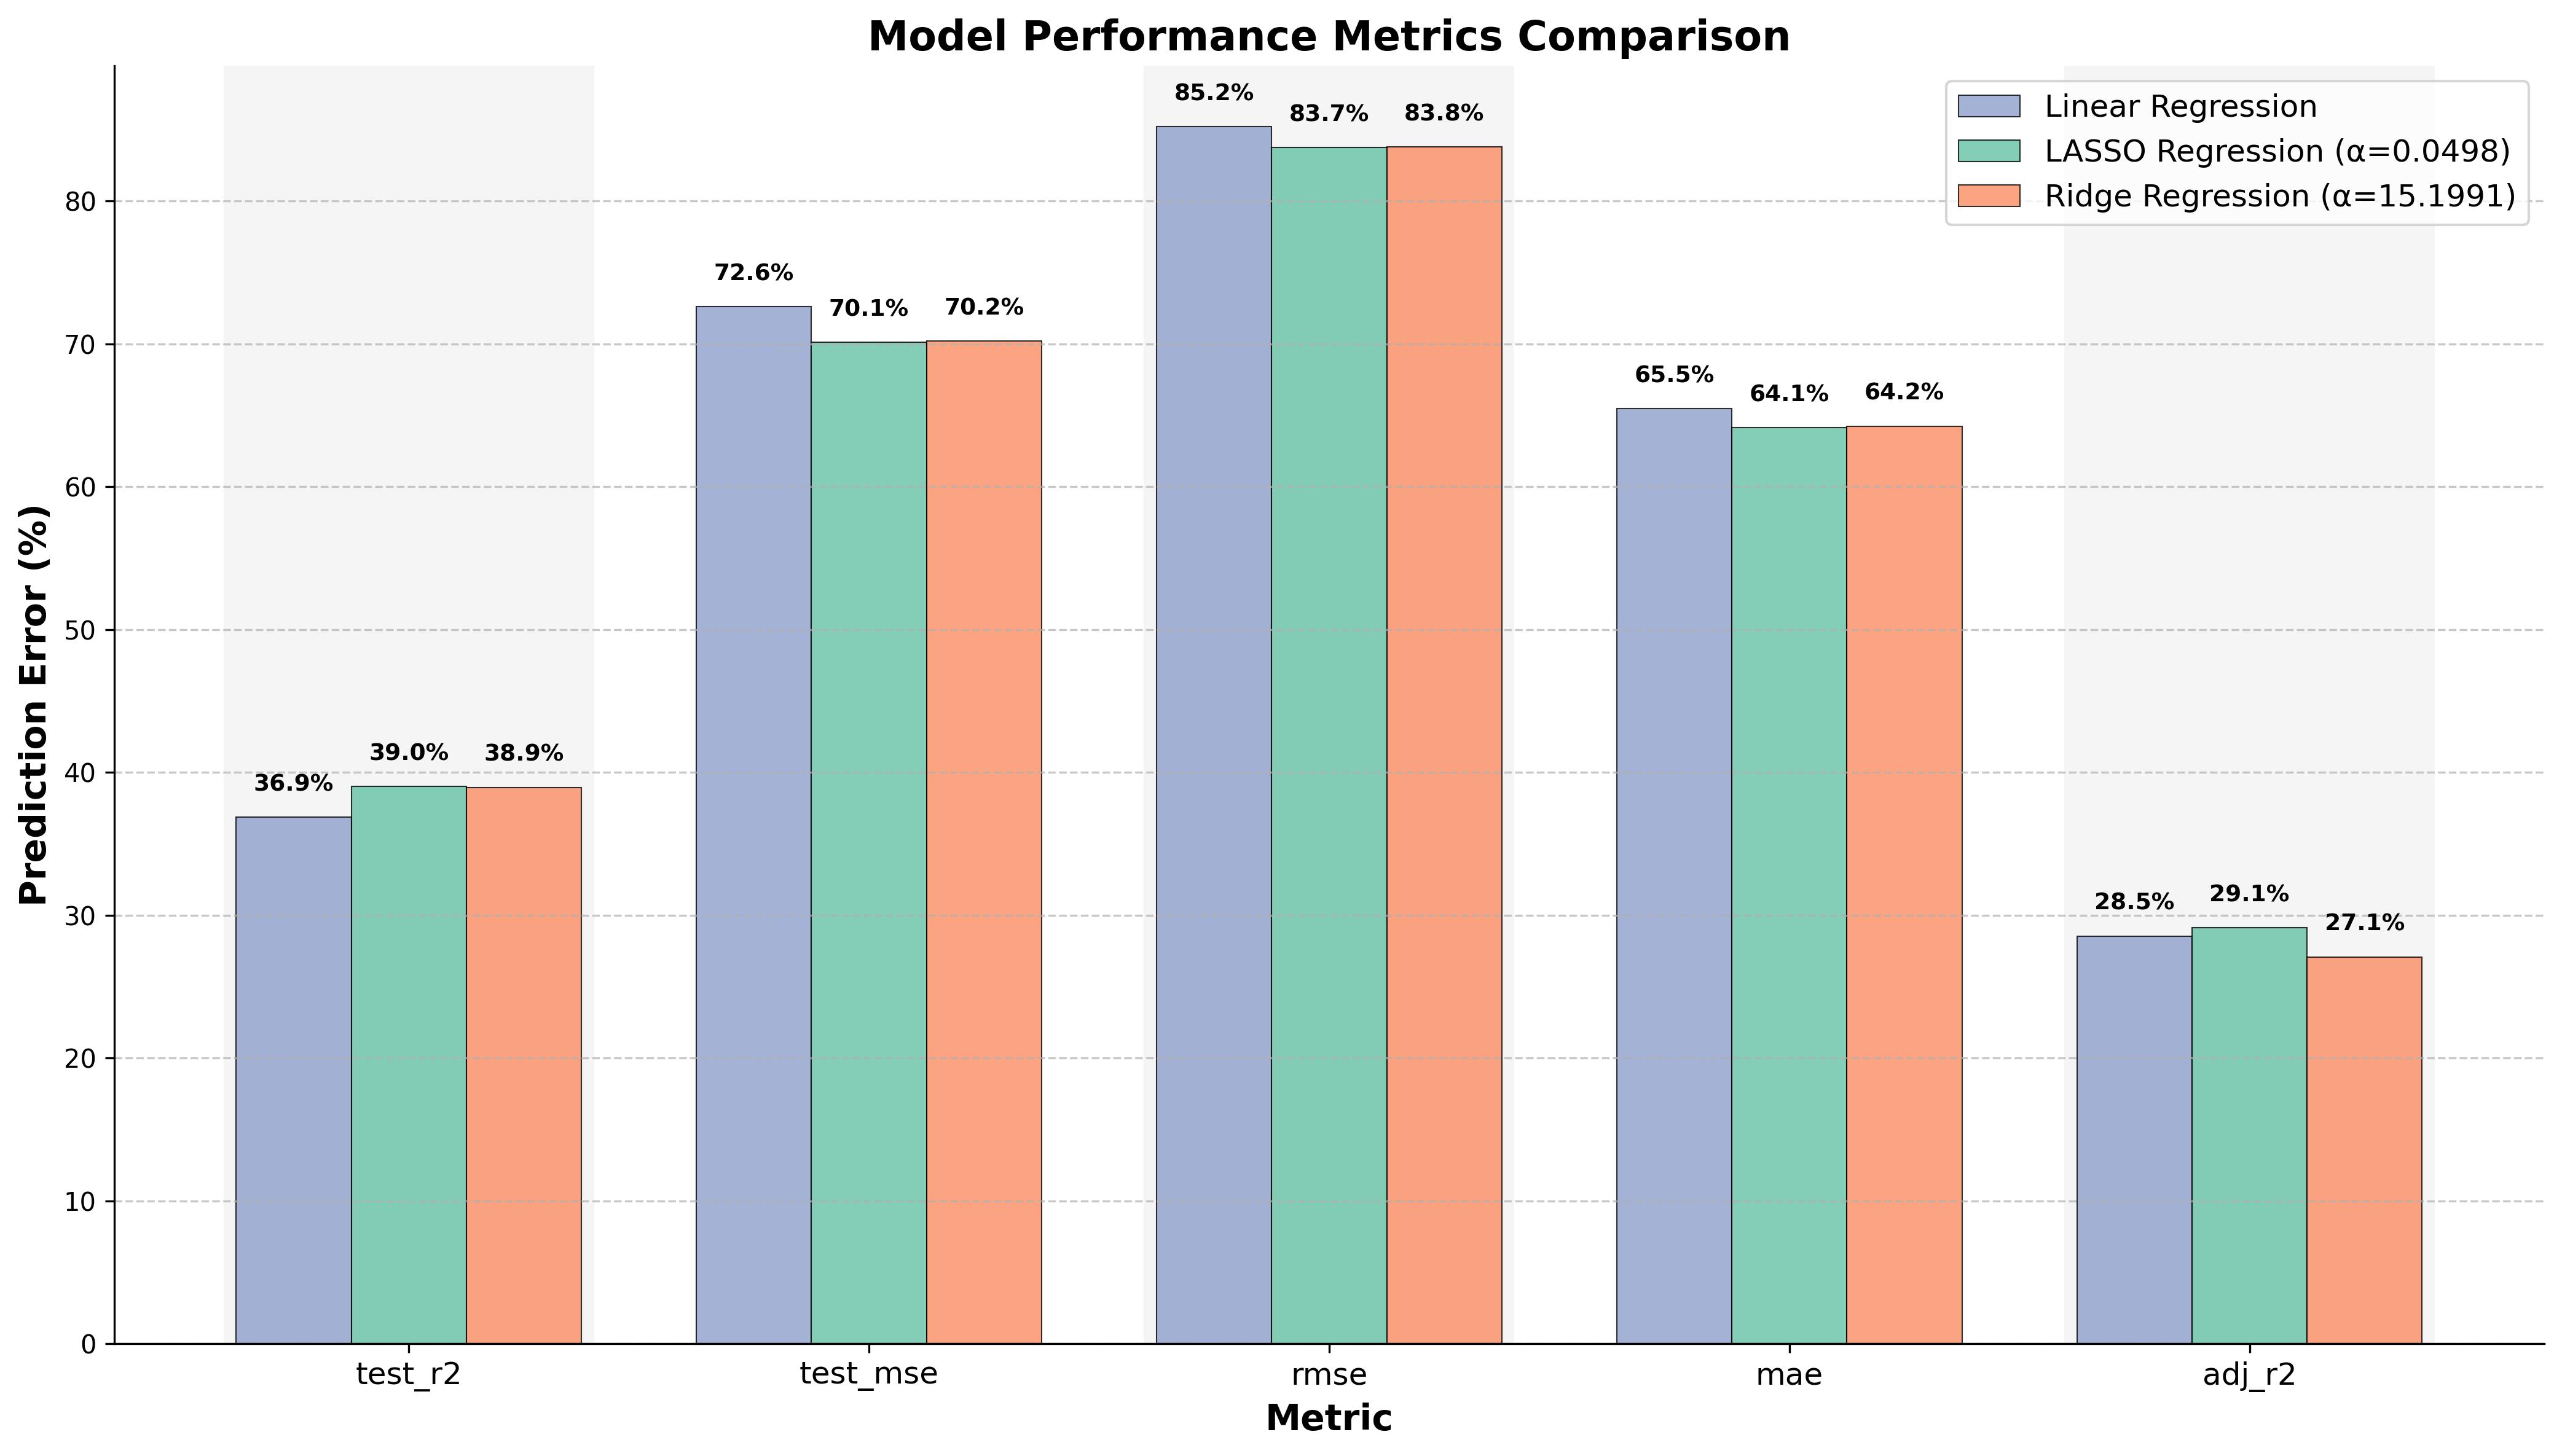 Model Performance Metrics Comparison
Linear Regression
LASSO Regression (α=0.0498)
Ridge Regression (α=15.1991)
Prediction Error (%)
80
70
60
50
40
30
20
10
0
36.9%
39.0%
38.9%
72.6%
70.1%
70.2%
85.2%
83.7%
83.8%
65.5%
64.1%
64.2%
28.5%
29.1%
27.1%
test_r2
test_mse
rmse
mae
adj_r2
Metric